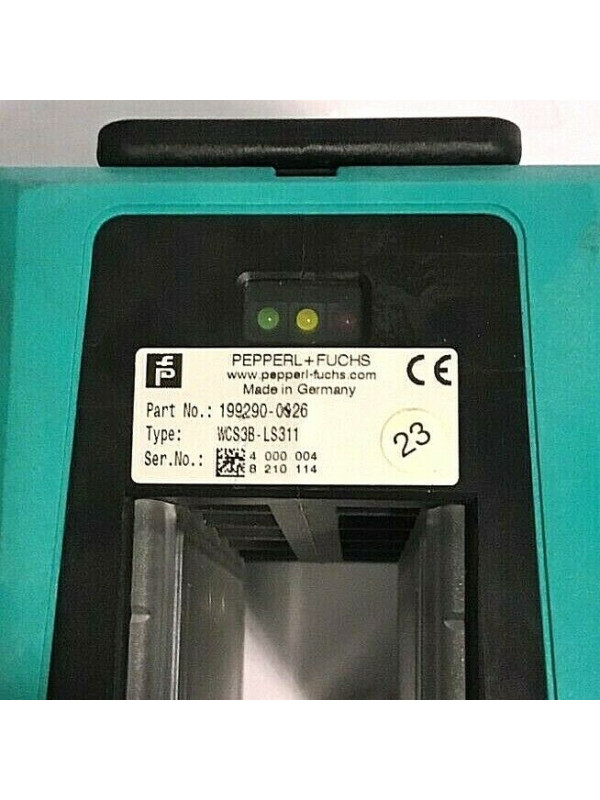 PEPPERL+FUCHS
www.pepperl-fuchs.com
Made in Germany
CE
Part No.: 199290-0926
Type: WCS3B-LS311
Ser.No.: 4 000 004
8 210 114
23